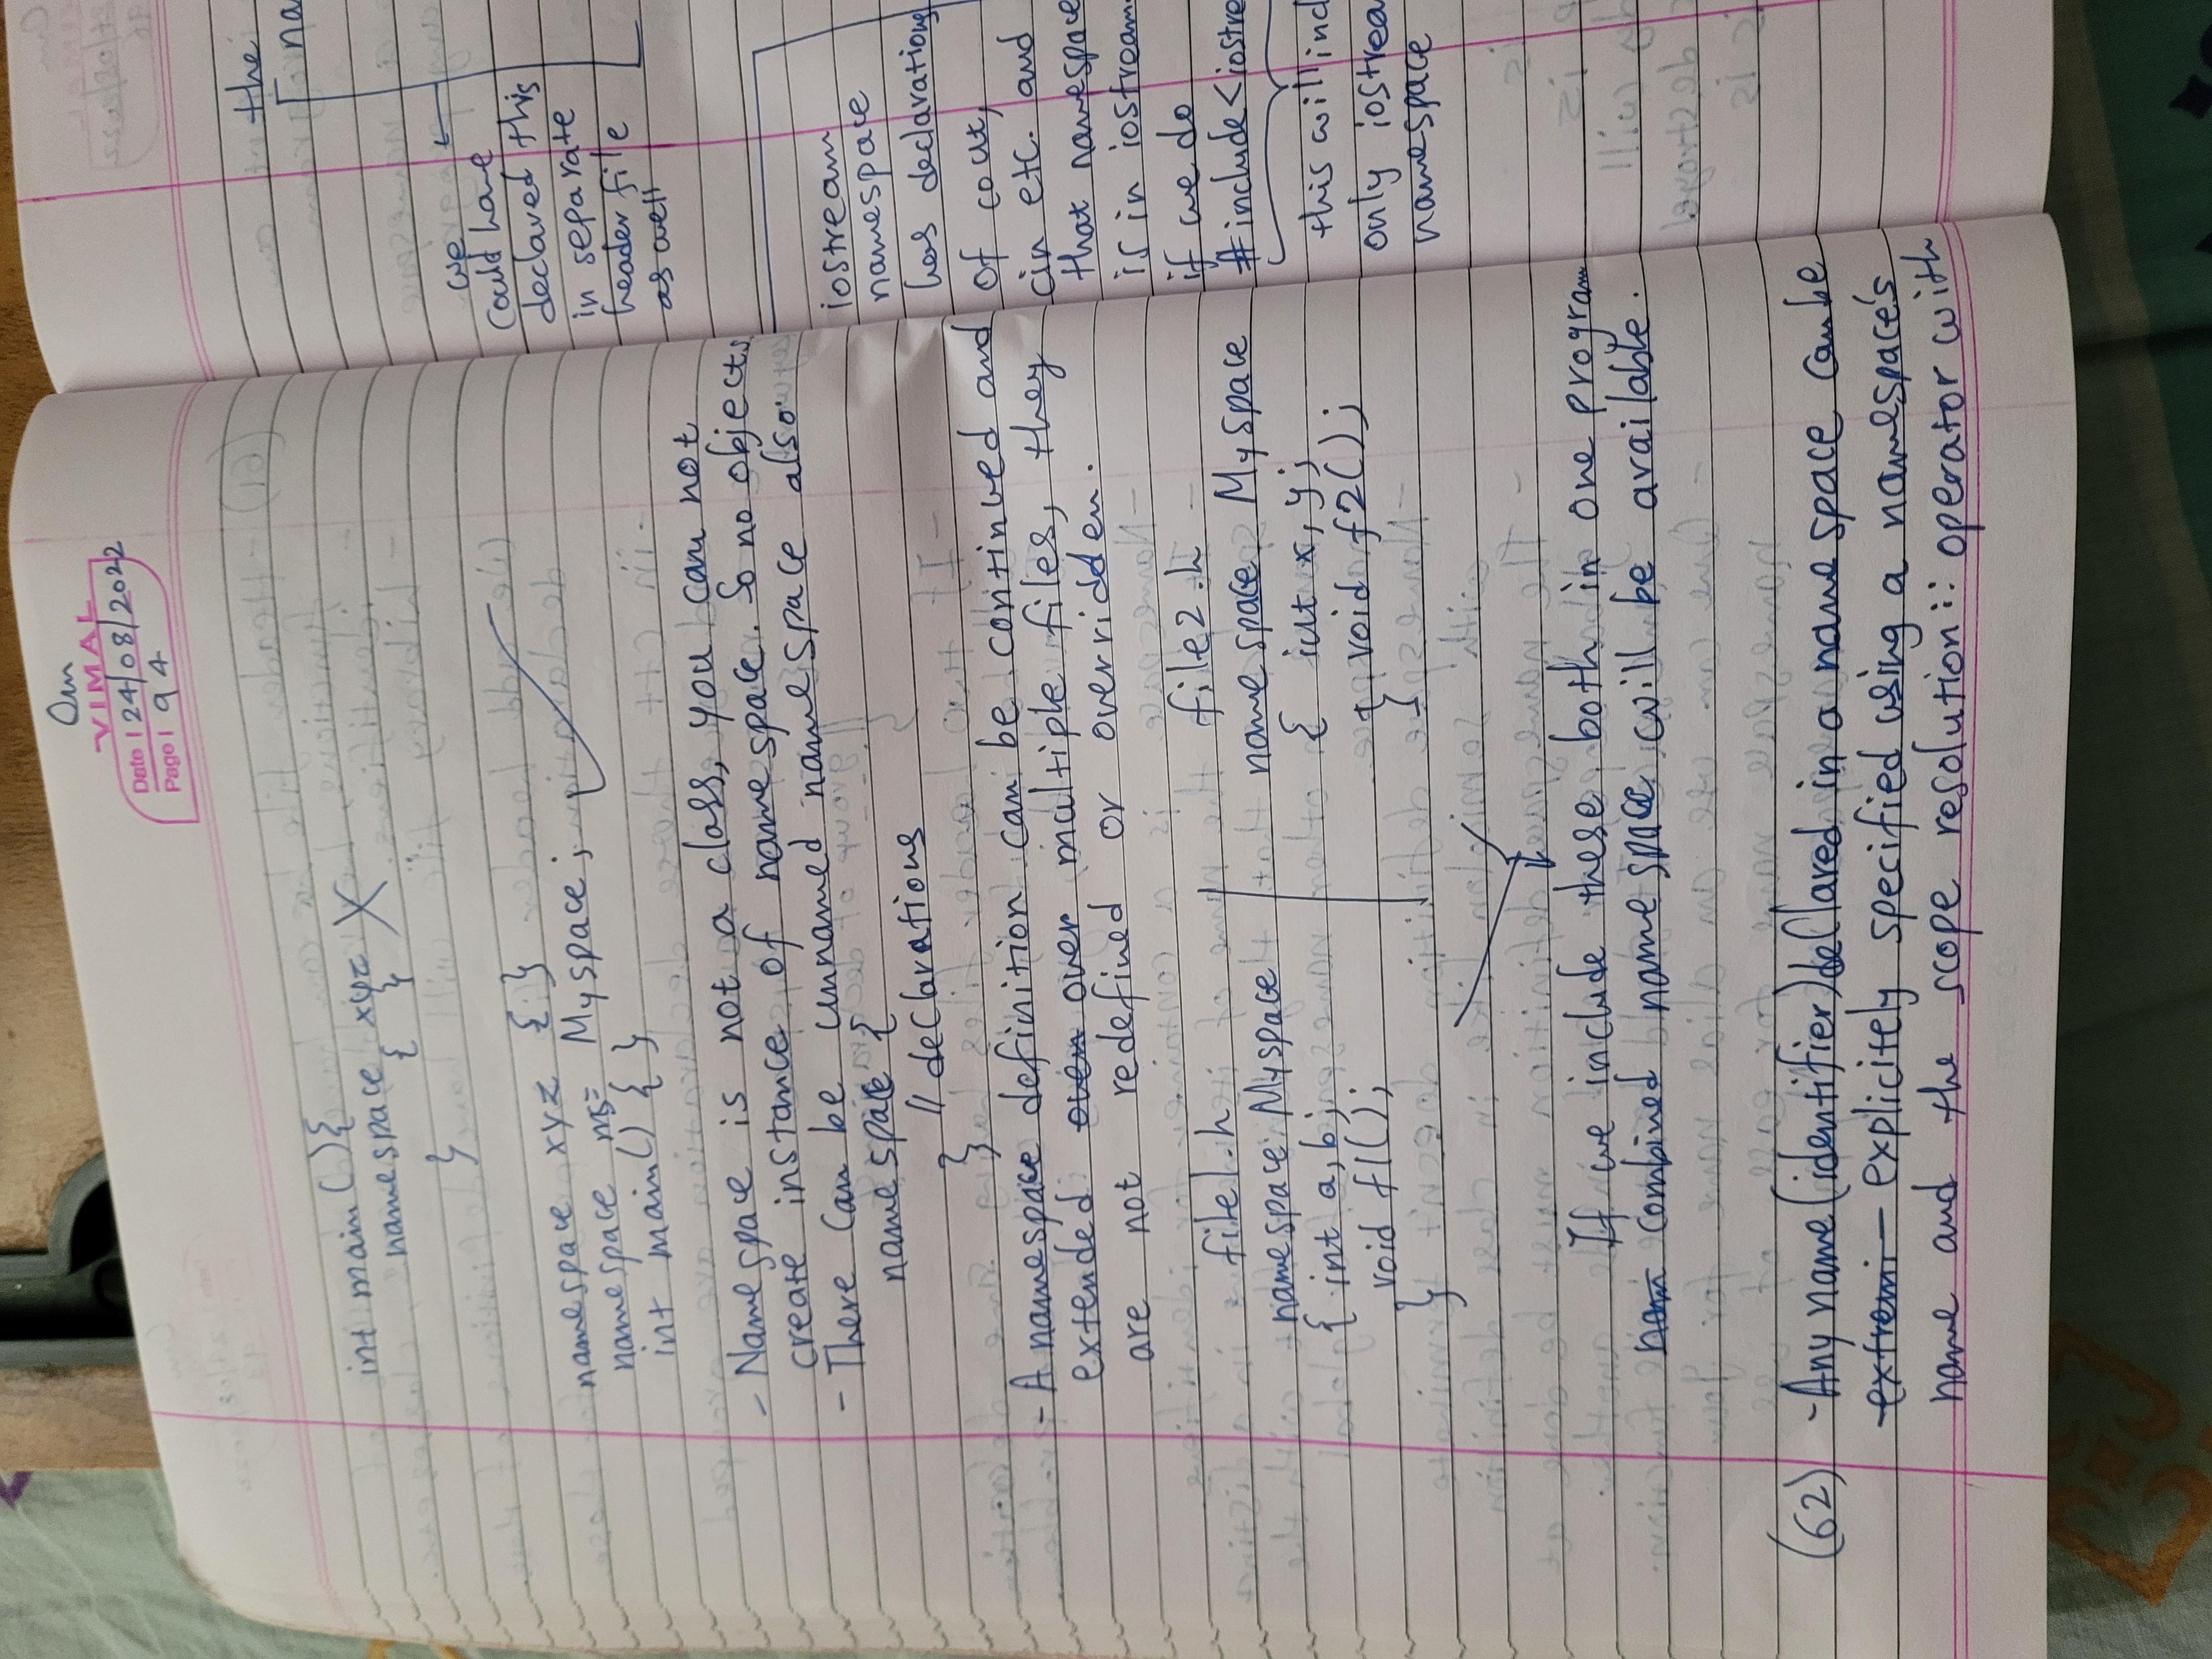 Om
VIMAL
Date | 24/08/2022
Page | 94
int main(){
namespace xyz X
{ }
}
namespace xyz { }
namespace ms= Myspace;
int main() { }
- Namespace is not a class, you can not
create instance of namespace. So no objects.
- There can be unnamed namespace also
namespace {
// declarations
}
- A namespace definition can be continued and
extended even over multiple files, they
are not redefined or overridden.
file1.h
namespace Myspace
{ int a, b;
void f1();
}
file2.h
namespace Myspace
{ int x, y;
void f2();
}
If we include these both in one program
nam combined namespace will be available.
(62) - Any name (identifier) declared in a namespace can be
extremi explicitely specified using a namespace's
name and the scope resolution :: operator with
the
na
we
could have
declared this
in separate
header file
as well
iostream
namespace
has declarations
of cout,
cin etc. and
that namespace
is in iostream.
if we do
#include<iostre
this will incl
only iostrea
namespace